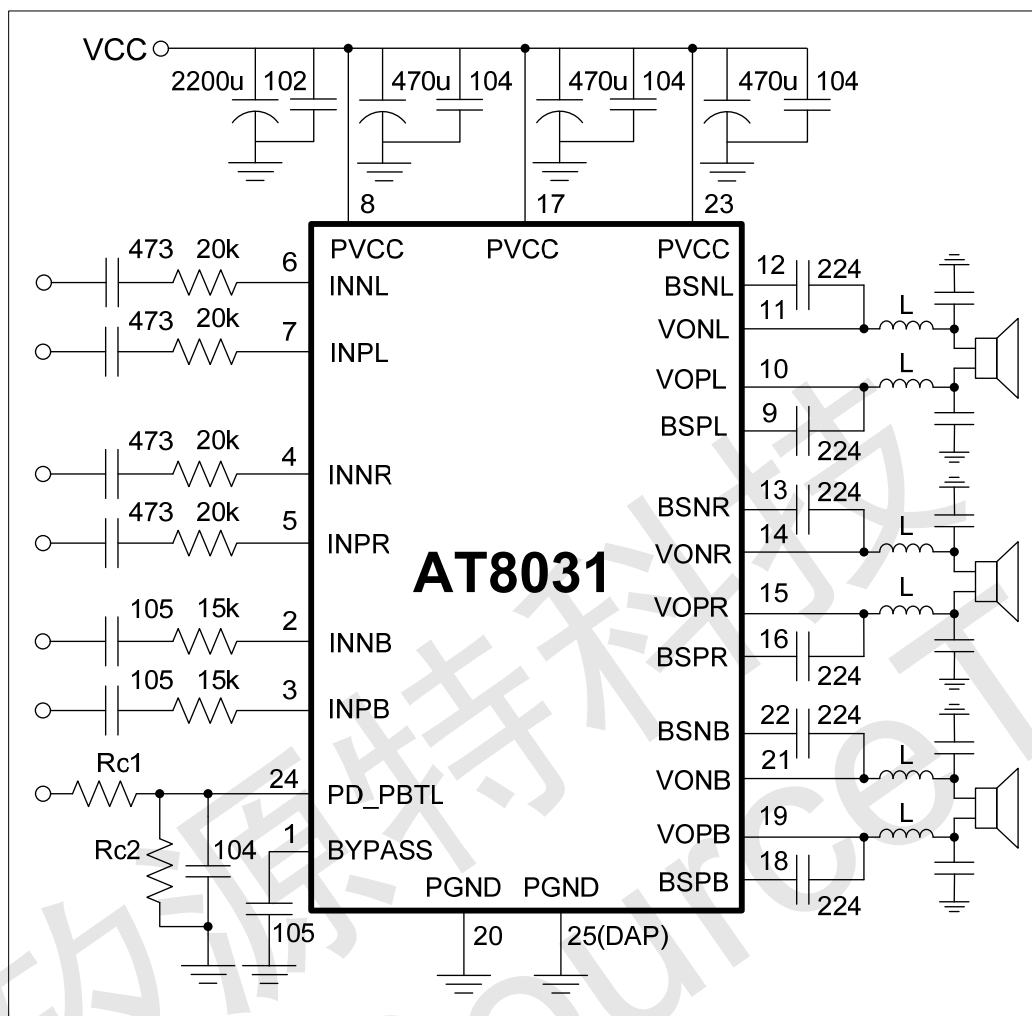 VCC
2200u 102 470u 104 470u 104 470u 104
8 17 23
PVCC PVCC PVCC
473 20k 6 INNL
473 20k 7 INPL
473 20k 4 INNR
473 20k 5 INPR
105 15k 2 INNB
105 15k 3 INPB
Rc1 24 PD_PBTL
Rc2 104 1 BYPASS
105
AT8031
BSNL 12 224
VONL 11 L
VOPL 10 L
BSPL 9 224
BSNR 13 224
VONR 14 L
VOPR 15 L
BSPR 16 224
BSNB 22 224
VONB 21 L
VOPB 19 L
BSPB 18 224
PGND PGND
20 25(DAP)
源特科技